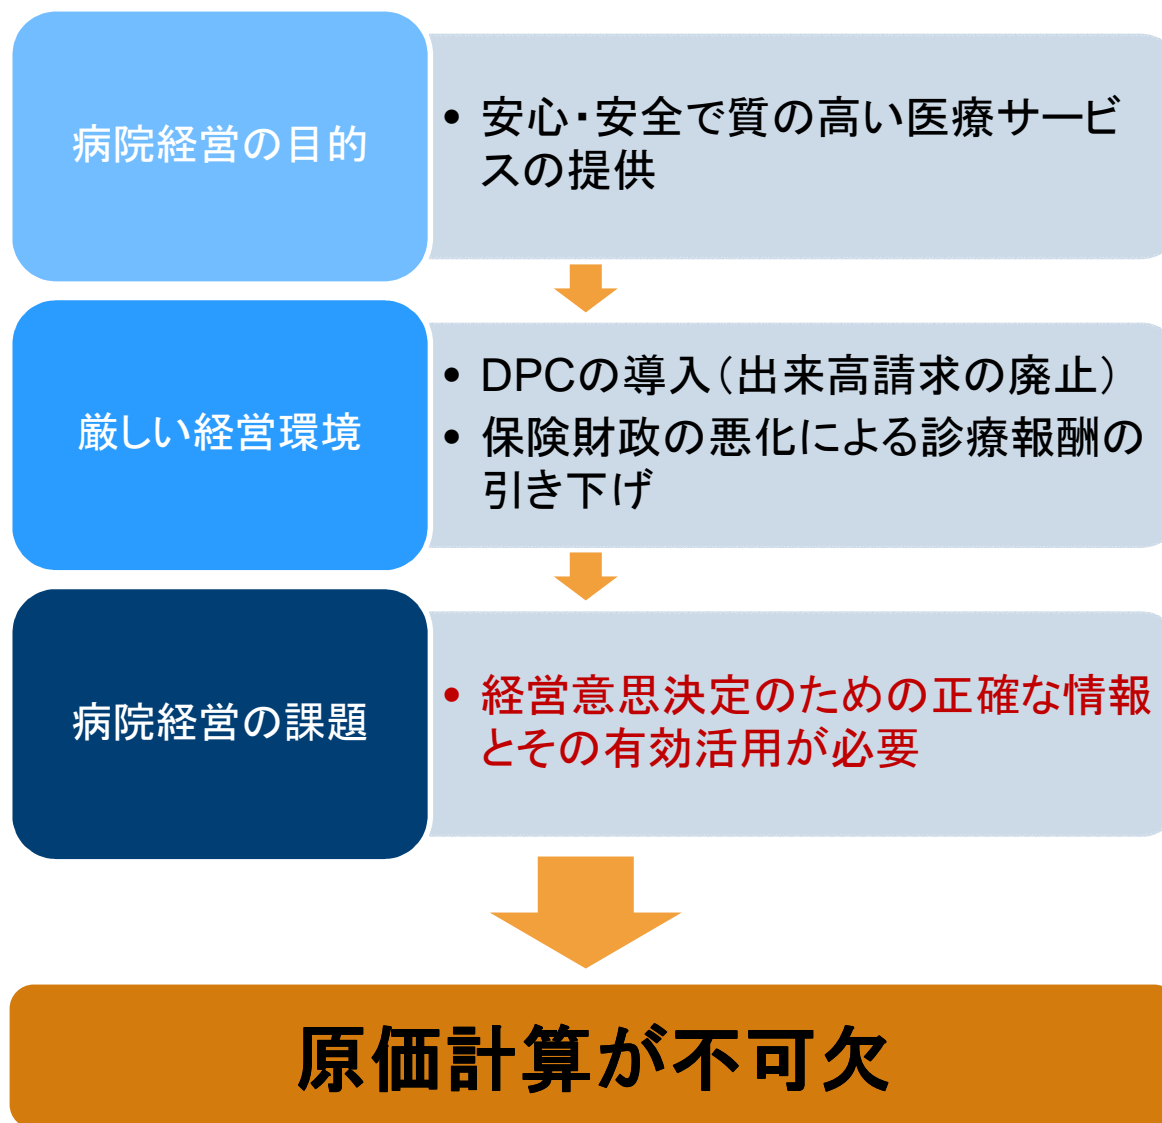 病院経営の目的
• 安心・安全で質の高い医療サービ
スの提供
厳しい経営環境
• DPCの導入（出来高請求の廃止）
• 保険財政の悪化による診療報酬の
引き下げ
病院経営の課題
• 経営意思決定のための正確な情報
とその有効活用が必要
原価計算が不可欠